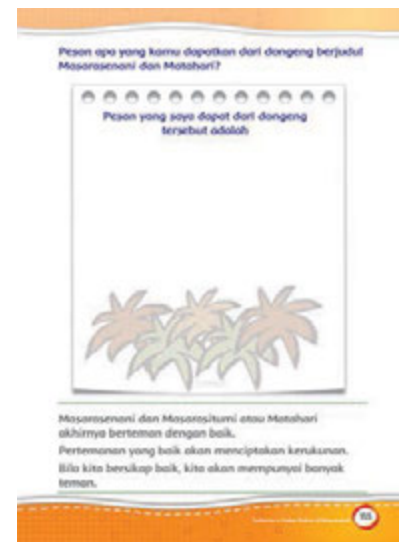 Pesan apa yang kamu dapatkan dari dongeng berjudul
Masarasenani dan Matahari?
Pesan yang saya dapat dari dongeng
tersebut adalah
Masarasenani dan Masarasitumi atau Matahari
akhirnya berteman dengan baik.
Pertemanan yang baik akan menciptakan kerukunan.
Bila kita bersikap baik, kita akan mempunyai banyak
teman.